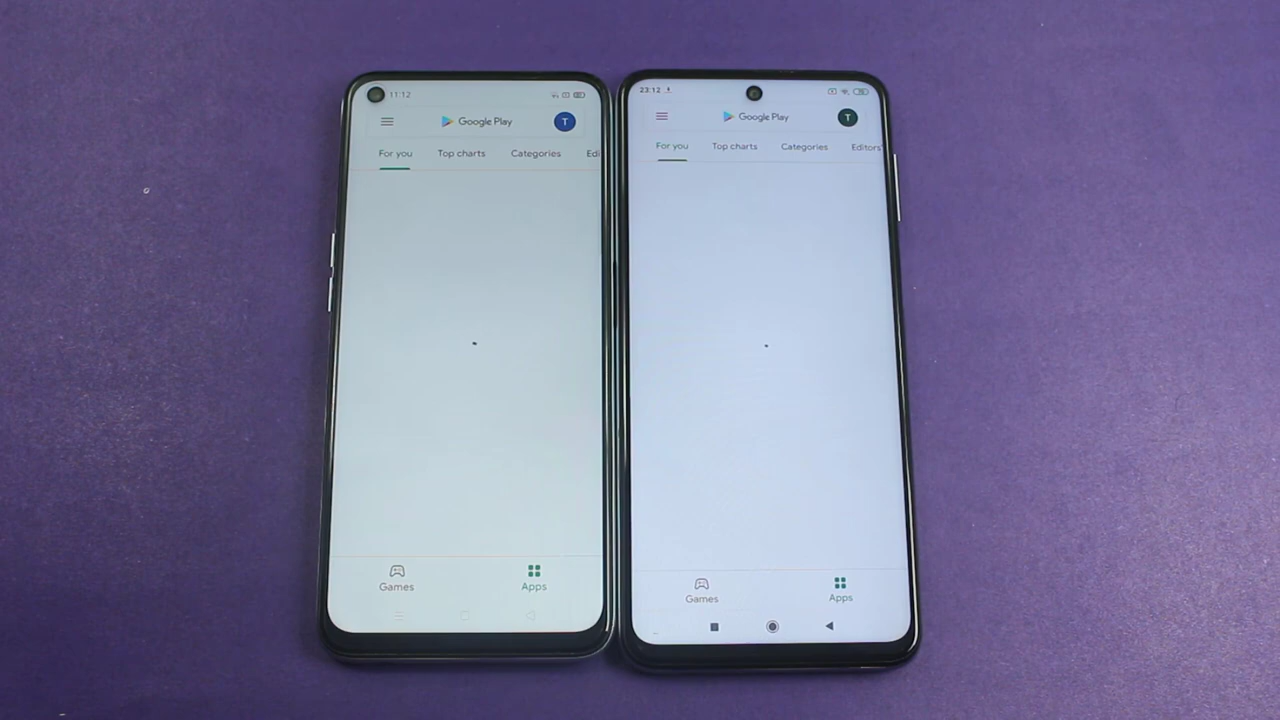 11:12
Google Play
T
For you Top charts Categories Edi
Games Apps
23:12
Google Play
T
For you Top charts Categories Editors'
Games Apps